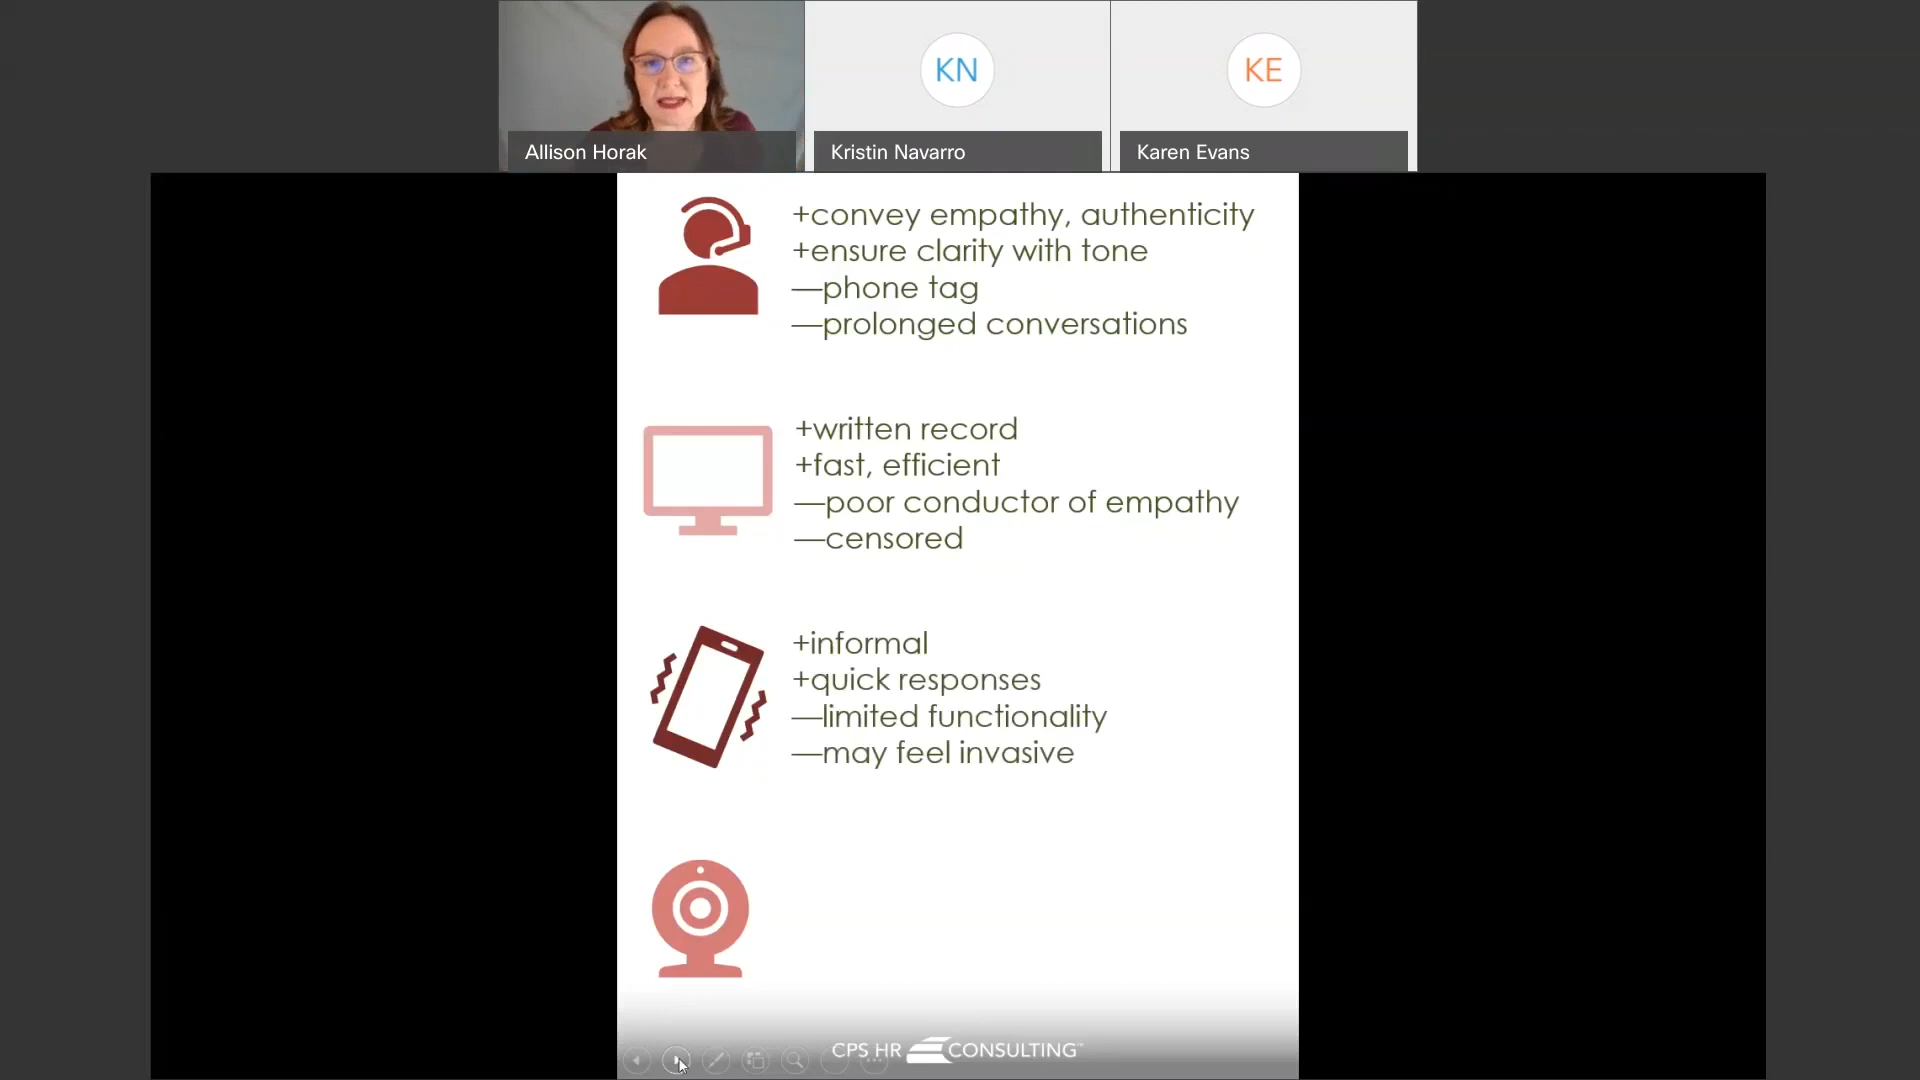 KN
KE
Allison Horak
Kristin Navarro
Karen Evans
+convey empathy, authenticity
+ensure clarity with tone
—phone tag
—prolonged conversations
+written record
+fast, efficient
—poor conductor of empathy
—censored
+informal
+quick responses
—limited functionality
—may feel invasive
CPS HR CONSULTING™